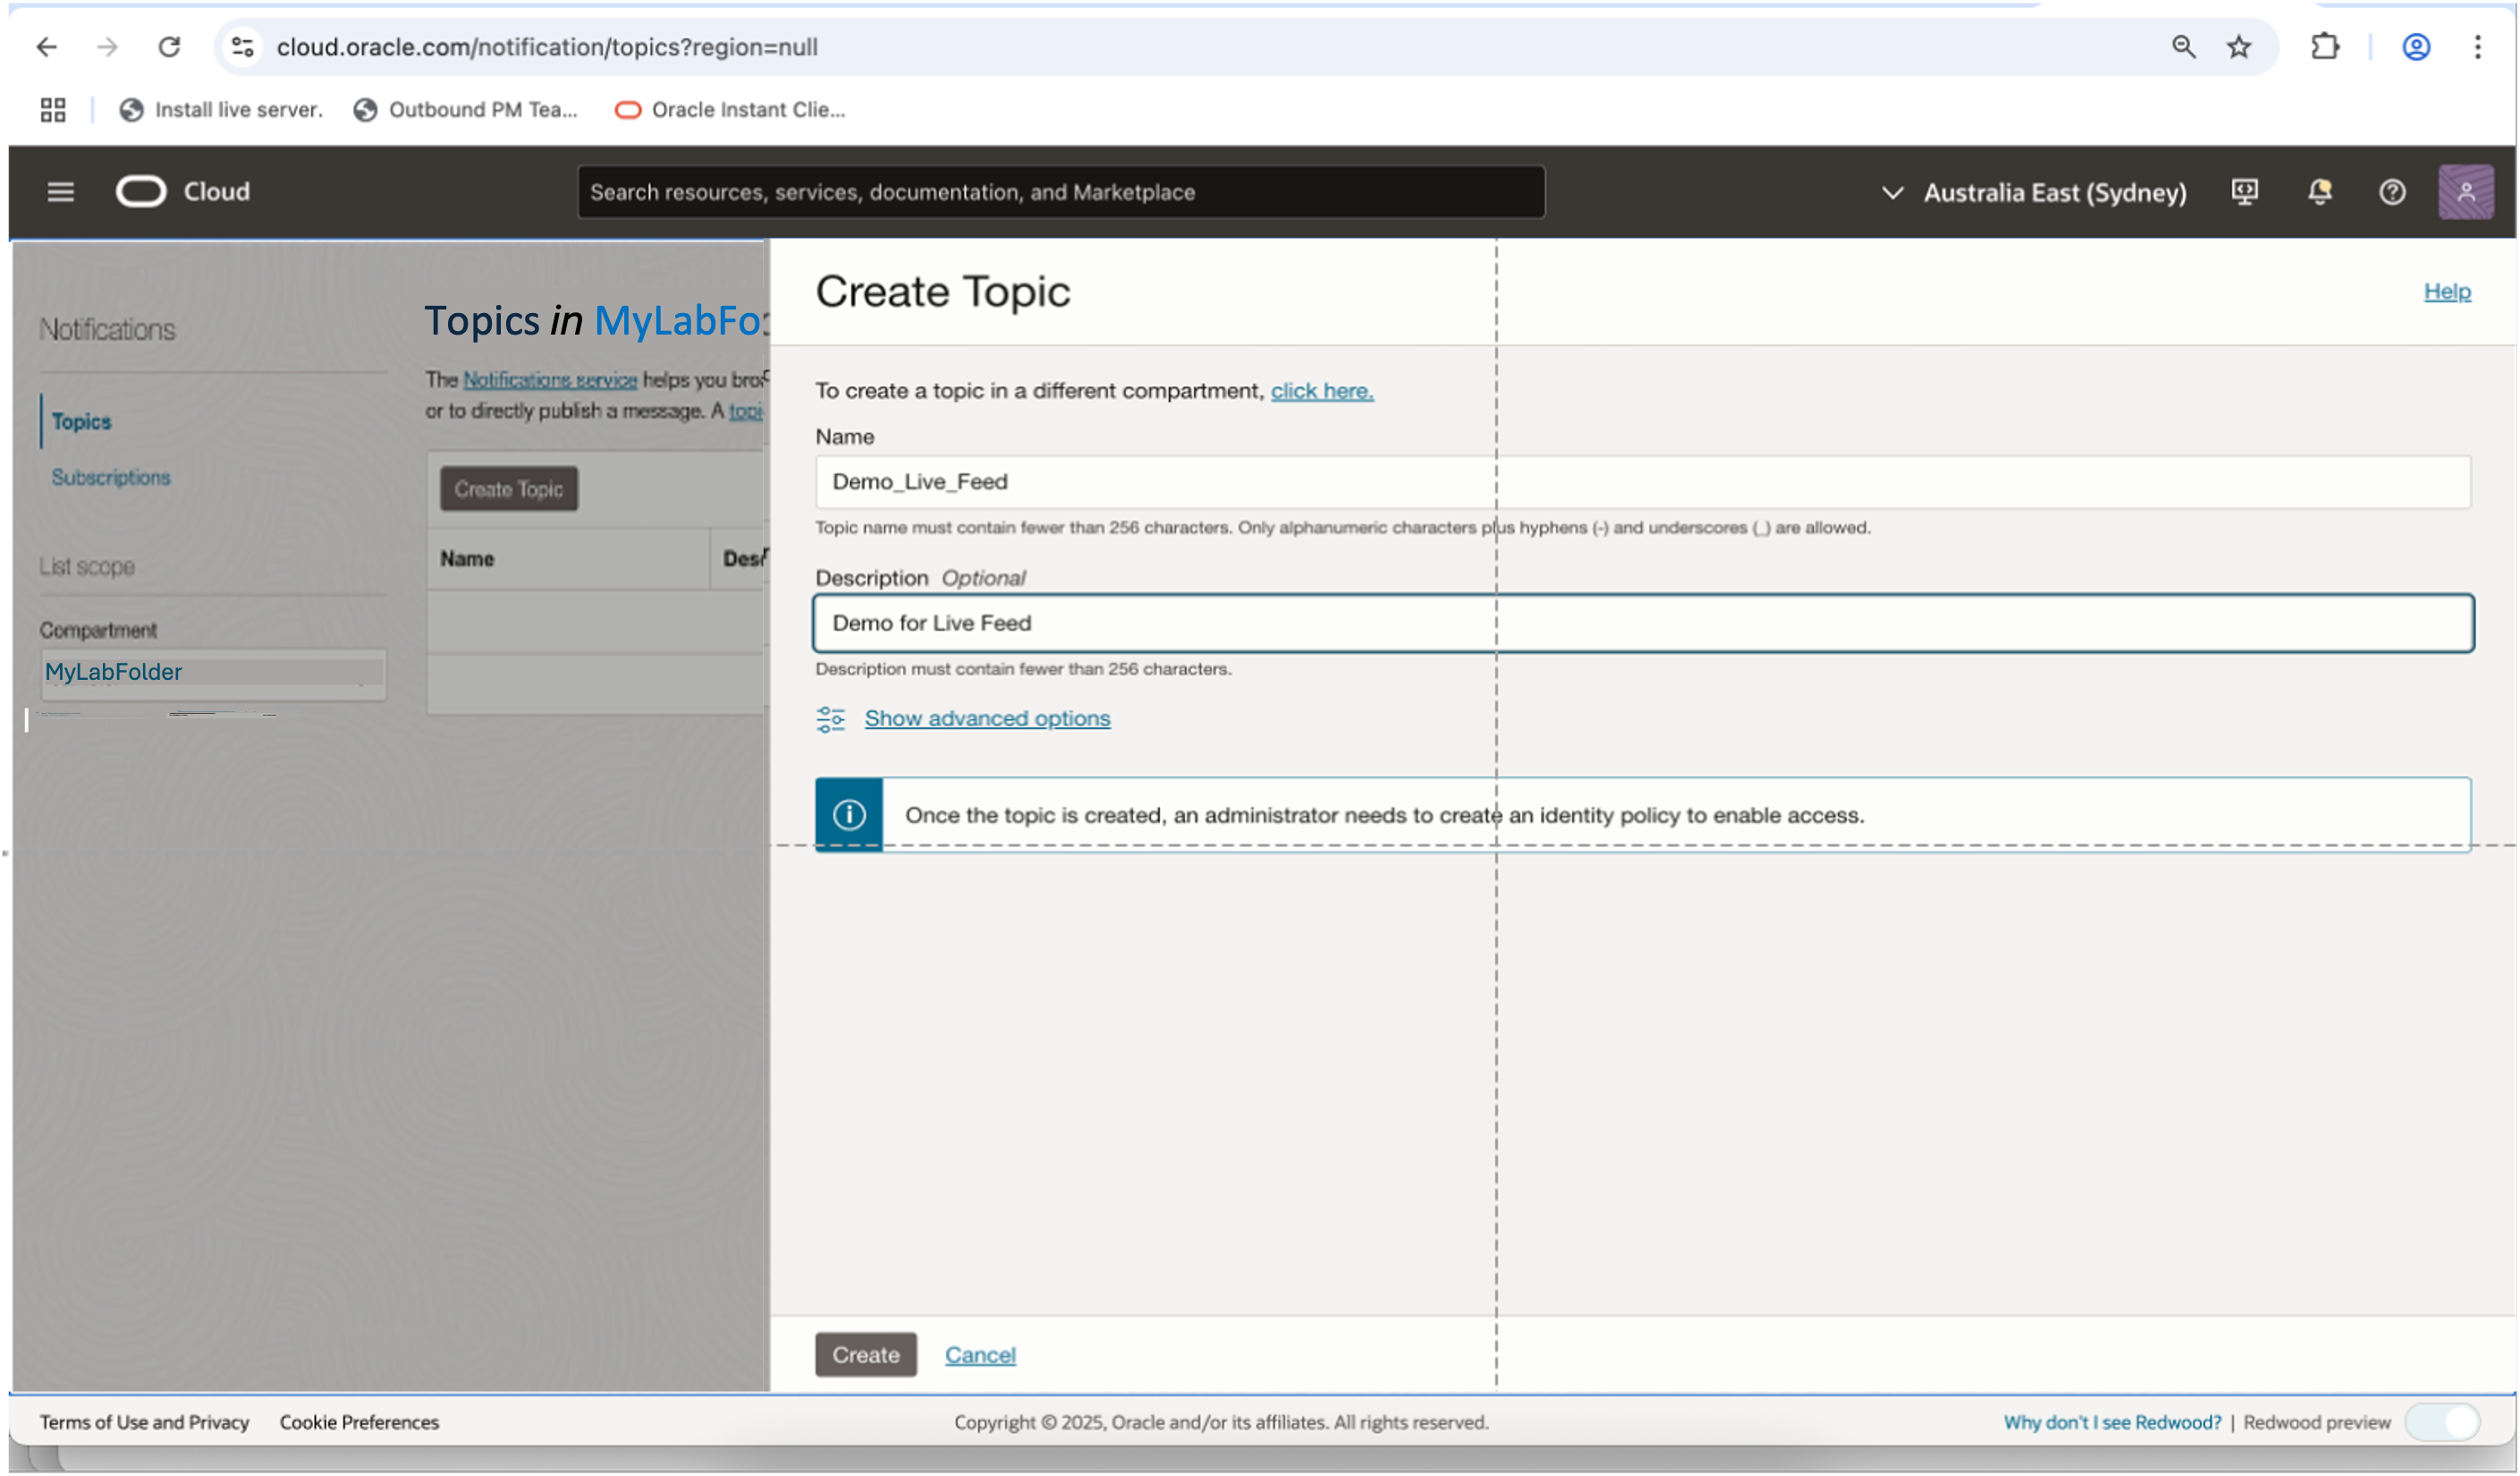 cloud.oracle.com/notification/topics?region=null
Install live server. Outbound PM Tea... Oracle Instant Clie...
Cloud
Search resources, services, documentation, and Marketplace
Australia East (Sydney)
Notifications
Topics
Subscriptions
List scope
Compartment
MyLabFolder
Topics in MyLabFo
The Notifications service helps you bro
or to directly publish a message. A topi
Create Topic
Name Des
Create Topic
Help
To create a topic in a different compartment, click here.
Name
Demo_Live_Feed
Topic name must contain fewer than 256 characters. Only alphanumeric characters plus hyphens (-) and underscores (_) are allowed.
Description Optional
Demo for Live Feed
Description must contain fewer than 256 characters.
Show advanced options
Once the topic is created, an administrator needs to create an identity policy to enable access.
Create Cancel
Terms of Use and Privacy Cookie Preferences Copyright © 2025, Oracle and/or its affiliates. All rights reserved. Why don't I see Redwood? | Redwood preview